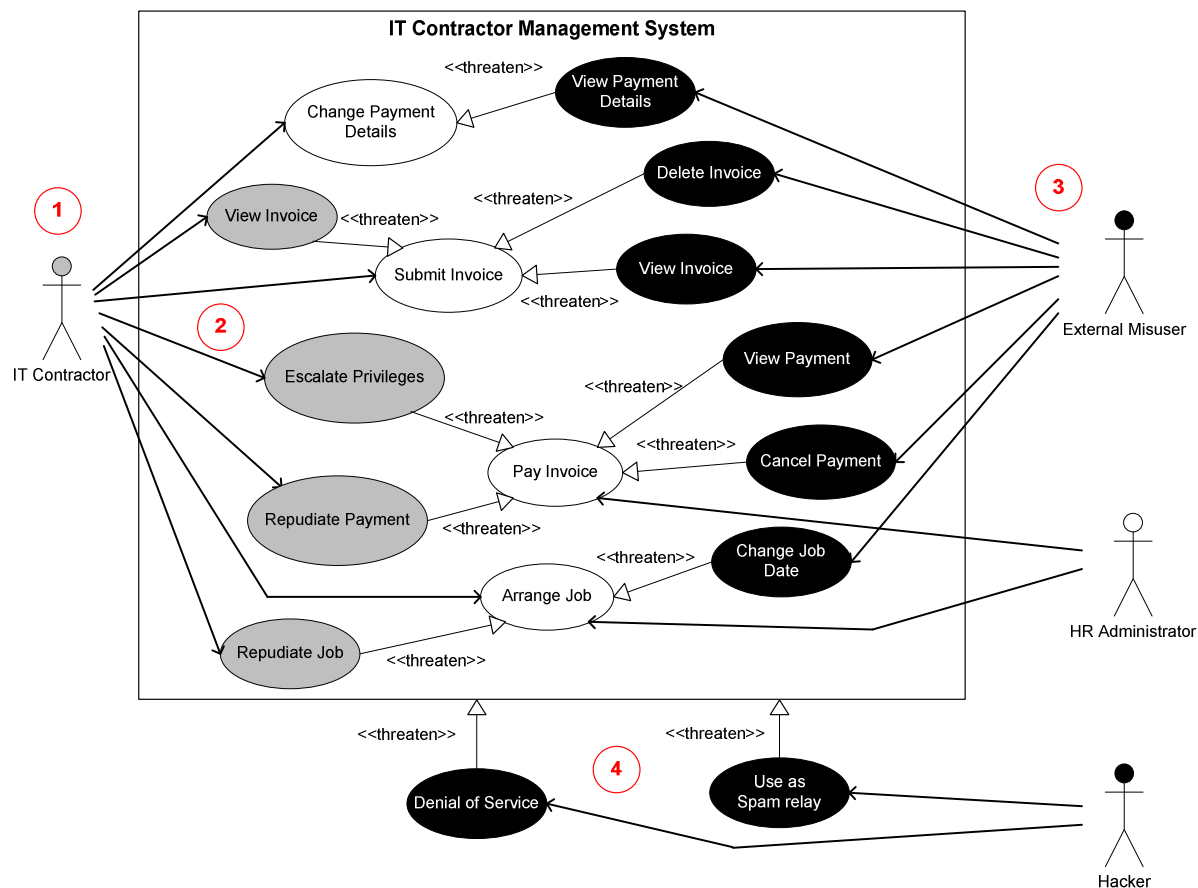 IT Contractor Management System
<<threaten>>
View Payment
Details
Change Payment
Details
Delete Invoice
3
1
View Invoice
<<threaten>>
<<threaten>>
Submit Invoice
View Invoice
<<threaten>>
2
External Misuser
IT Contractor
Escalate Privileges
View Payment
<<threaten>>
<<threaten>>
<<threaten>>
Pay Invoice
Cancel Payment
Repudiate Payment
<<threaten>>
<<threaten>>
Change Job
Date
Arrange Job
HR Administrator
Repudiate Job
<<threaten>>
<<threaten>>
<<threaten>>
4
Denial of Service
Use as
Spam relay
Hacker